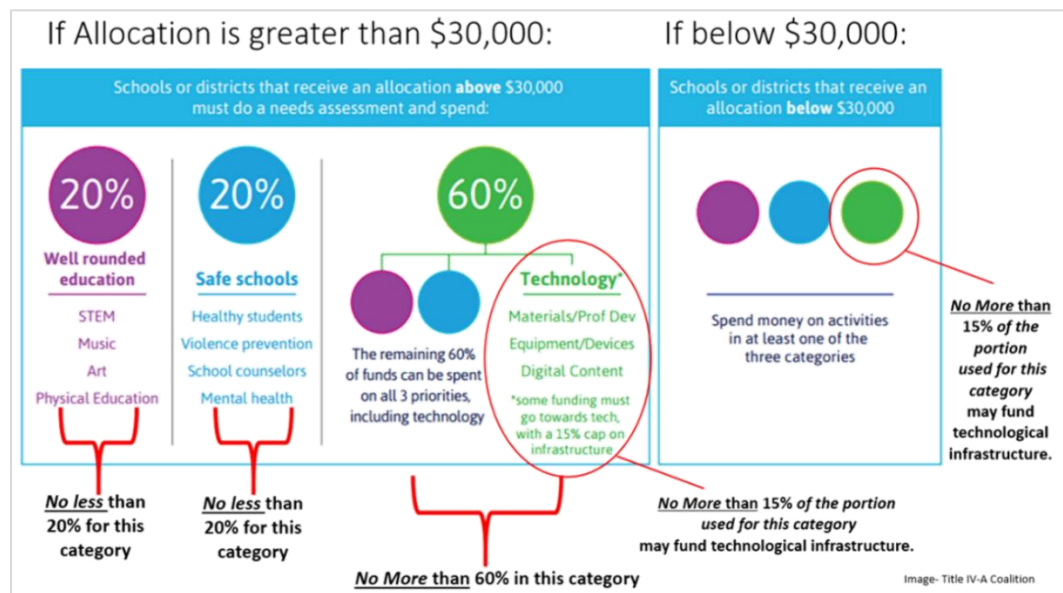 If Allocation is greater than $30,000:
Schools or districts that receive an allocation above $30,000
must do a needs assessment and spend:
20%
Well rounded
education
STEM
Music
Art
Physical Education
No less than
20% for this
category
20%
Safe schools
Healthy students
Violence prevention
School counselors
Mental health
No less than
20% for this
category
60%
The remaining 60%
of funds can be spent
on all 3 priorities,
including technology
Technology*
Materials/Prof Dev
Equipment/Devices
Digital Content
*some funding must
go towards tech,
with a 15% cap on
infrastructure
No More than 60% in this category
No More than 15% of the portion
used for this category
may fund technological infrastructure.
If below $30,000:
Schools or districts that receive an
allocation below $30,000
Spend money on activities
in at least one of the
three categories
No More than
15% of the
portion
used for this
category
may fund
technological
infrastructure.
Image- Title IV-A Coalition